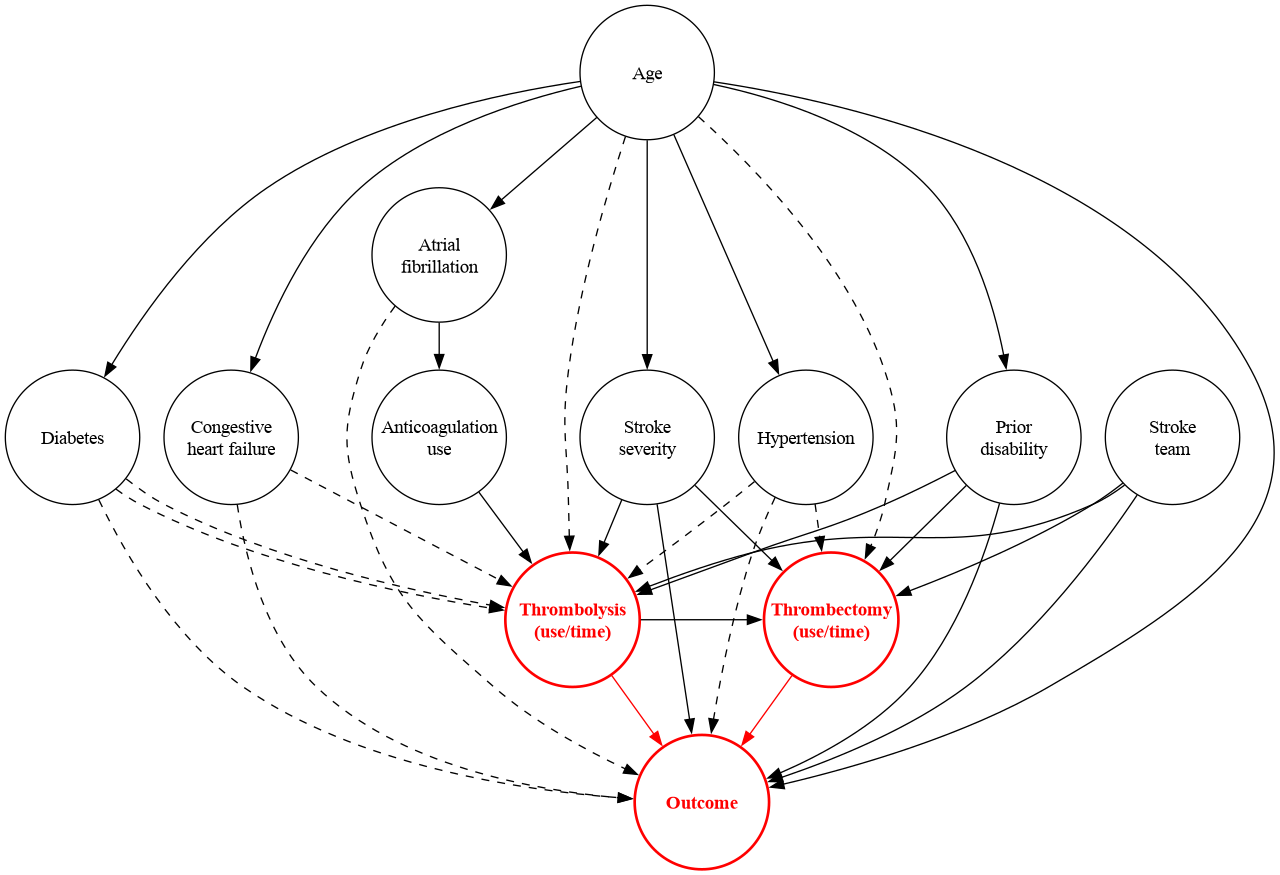 Age
Atrial
fibrillation
Diabetes
Congestive
heart failure
Anticoagulation
use
Stroke
severity
Hypertension
Prior
disability
Stroke
team
Thrombolysis
(use/time)
Thrombectomy
(use/time)
Outcome